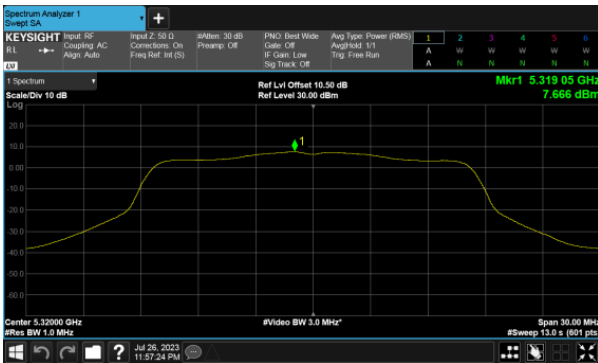 Spectrum Analyzer 1
Swept SA
+
KEYSIGHT Input: RF Input Z: 50 Ω #Atten: 30 dB PNO: Best Wide Avg Type: Power (RMS) 1 2 3 4 5 6
RL Coupling: AC Corrections: On Preamp: Off Gate: Off Avg|Hold: 1/1 A W W W W W
Align: Auto Freq Ref: Int (S) IF Gain: Low Trig: Free Run
Sig Track: Off A N N N N N
LXI
1 Spectrum
Scale/Div 10 dB
Ref Lvl Offset 10.50 dB
Ref Level 30.00 dBm
Mkr1 5.319 05 GHz
7.666 dBm
Log
20.0
10.0
0.00
-10.0
-20.0
-30.0
-40.0
-50.0
-60.0
1
Center 5.32000 GHz #Video BW 3.0 MHz* Span 30.00 MHz
#Res BW 1.0 MHz #Sweep 13.0 s (601 pts)
? Jul 26, 2023
11:57:24 PM